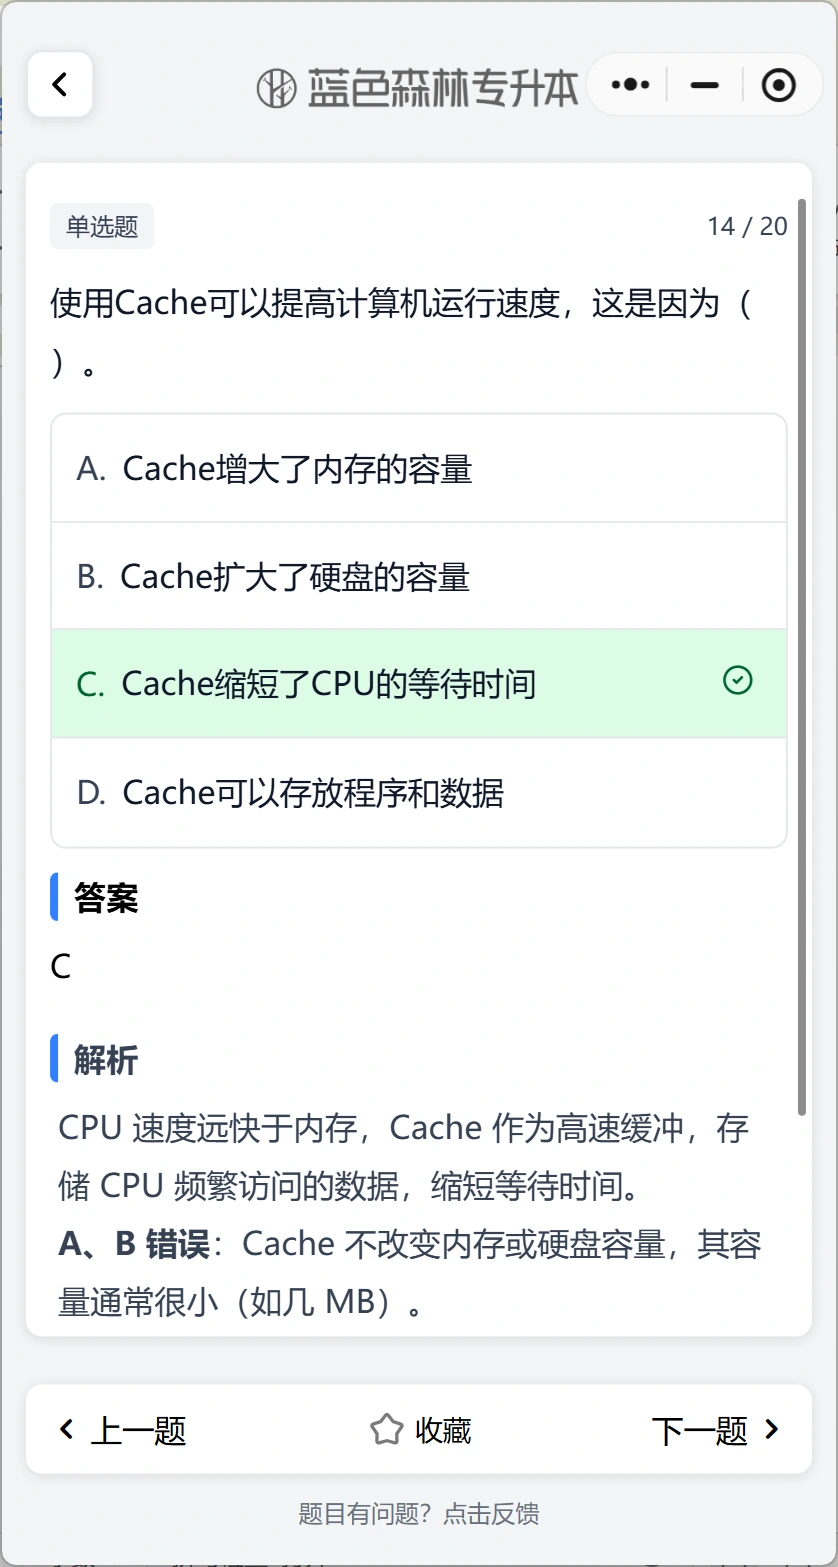 蓝色森林专升本
单选题
14 / 20
使用Cache可以提高计算机运行速度，这是因为（
）。
A. Cache增大了内存的容量
B. Cache扩大了硬盘的容量
C. Cache缩短了CPU的等待时间
D. Cache可以存放程序和数据
答案
C
解析
CPU 速度远快于内存，Cache 作为高速缓冲，存
储 CPU 频繁访问的数据，缩短等待时间。
A、B 错误：Cache 不改变内存或硬盘容量，其容
量通常很小（如几 MB）。
上一题
收藏
下一题
题目有问题？点击反馈